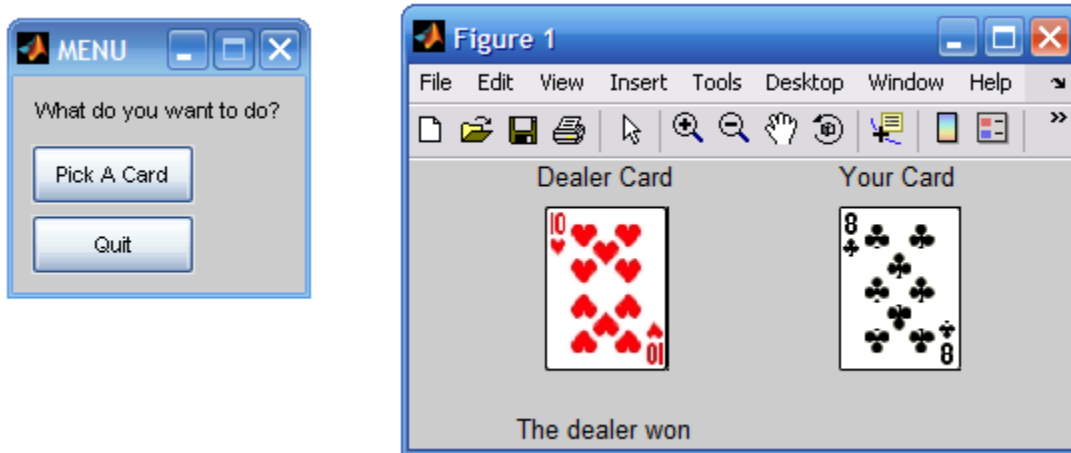 MENU
What do you want to do?
Pick A Card
Quit
Figure 1
File Edit View Insert Tools Desktop Window Help
Dealer Card Your Card
10 8
10 8
The dealer won